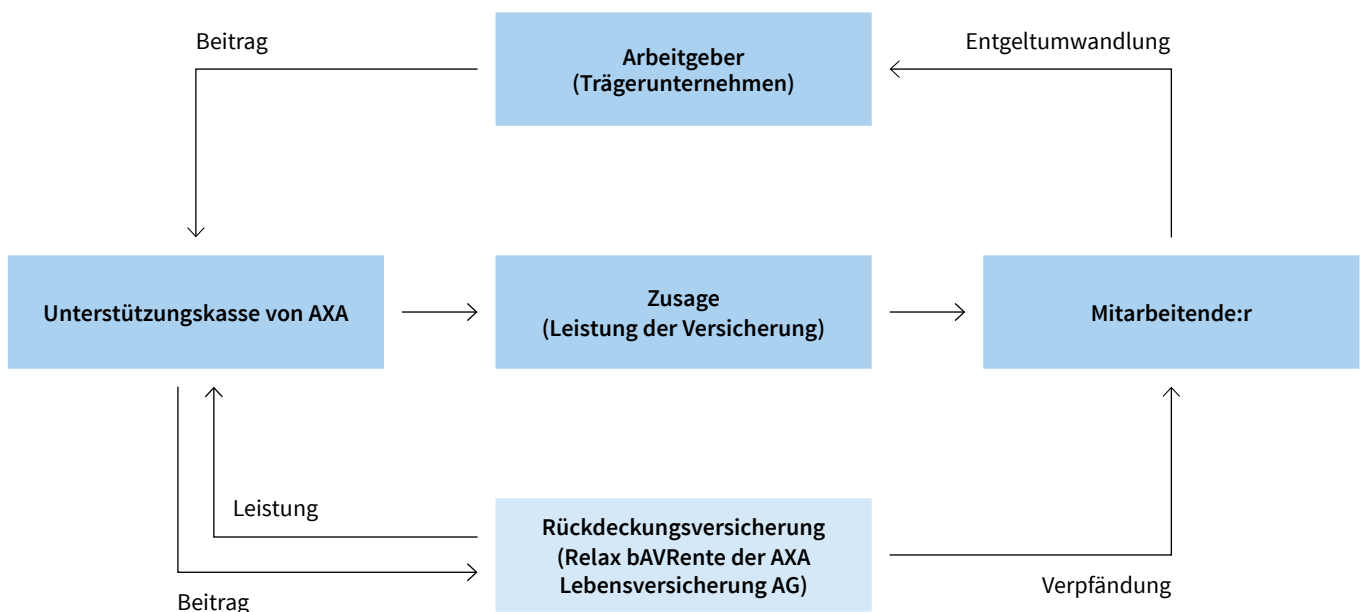 Beitrag
Arbeitgeber
(Trägerunternehmen)
Entgeltumwandlung
Unterstützungskasse von AXA
Zusage
(Leistung der Versicherung)
Mitarbeitende:r
Leistung
Rückdeckungsversicherung
(Relax bAVRente der AXA
Lebensversicherung AG)
Verpfändung
Beitrag